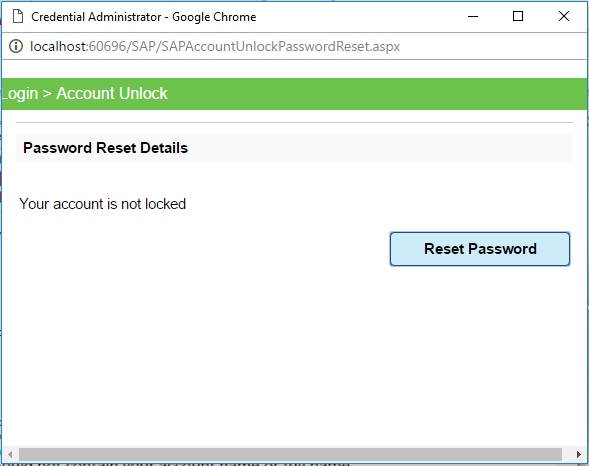 Credential Administrator - Google Chrome
localhost:60696/SAP/SAPAccountUnlockPasswordReset.aspx
Login > Account Unlock
Password Reset Details
Your account is not locked
Reset Password